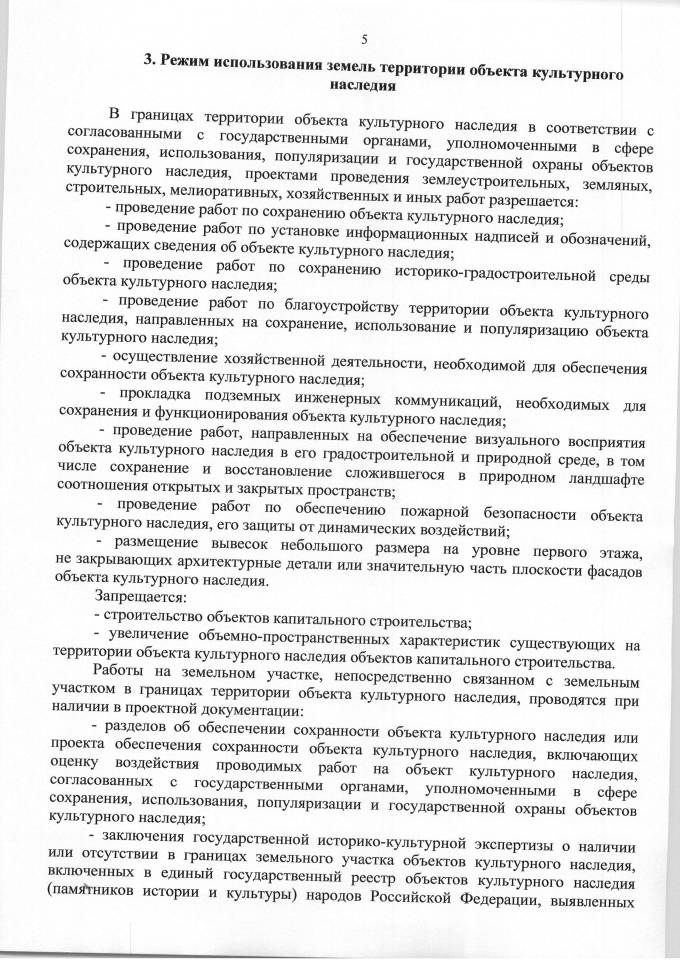 5
3. Режим использования земель территории объекта культурного
наследия
В границах территории объекта культурного наследия в соответствии с
согласованными с государственными органами, уполномоченными в сфере
сохранения, использования, популяризации и государственной охраны объектов
культурного наследия, проектами проведения землеустроительных, земляных,
строительных, мелиоративных, хозяйственных и иных работ разрешается:
- проведение работ по сохранению объекта культурного наследия;
- проведение работ по установке информационных надписей и обозначений,
содержащих сведения об объекте культурного наследия;
- проведение работ по сохранению историко-градостроительной среды
объекта культурного наследия;
- проведение работ по благоустройству территории объекта культурного
наследия, направленных на сохранение, использование и популяризацию объекта
культурного наследия;
- осуществление хозяйственной деятельности, необходимой для обеспечения
сохранности объекта культурного наследия;
- прокладка подземных инженерных коммуникаций, необходимых для
сохранения и функционирования объекта культурного наследия;
- проведение работ, направленных на обеспечение визуального восприятия
объекта культурного наследия в его градостроительной и природной среде, в том
числе сохранение и восстановление сложившегося в природном ландшафте
соотношения открытых и закрытых пространств;
- проведение работ по обеспечению пожарной безопасности объекта
культурного наследия, его защиты от динамических воздействий;
- размещение вывесок небольшого размера на уровне первого этажа,
не закрывающих архитектурные детали или значительную часть плоскости фасадов
объекта культурного наследия.
Запрещается:
- строительство объектов капитального строительства;
- увеличение объемно-пространственных характеристик существующих на
территории объекта культурного наследия объектов капитального строительства.
Работы на земельном участке, непосредственно связанном с земельным
участком в границах территории объекта культурного наследия, проводятся при
наличии в проектной документации:
- разделов об обеспечении сохранности объекта культурного наследия или
проекта обеспечения сохранности объекта культурного наследия, включающих
оценку воздействия проводимых работ на объект культурного наследия,
согласованных с государственными органами, уполномоченными в сфере
сохранения, использования, популяризации и государственной охраны объектов
культурного наследия;
- заключения государственной историко-культурной экспертизы о наличии
или отсутствии в границах земельного участка объектов культурного наследия,
включенных в единый государственный реестр объектов культурного наследия
(памятников истории и культуры) народов Российской Федерации, выявленных